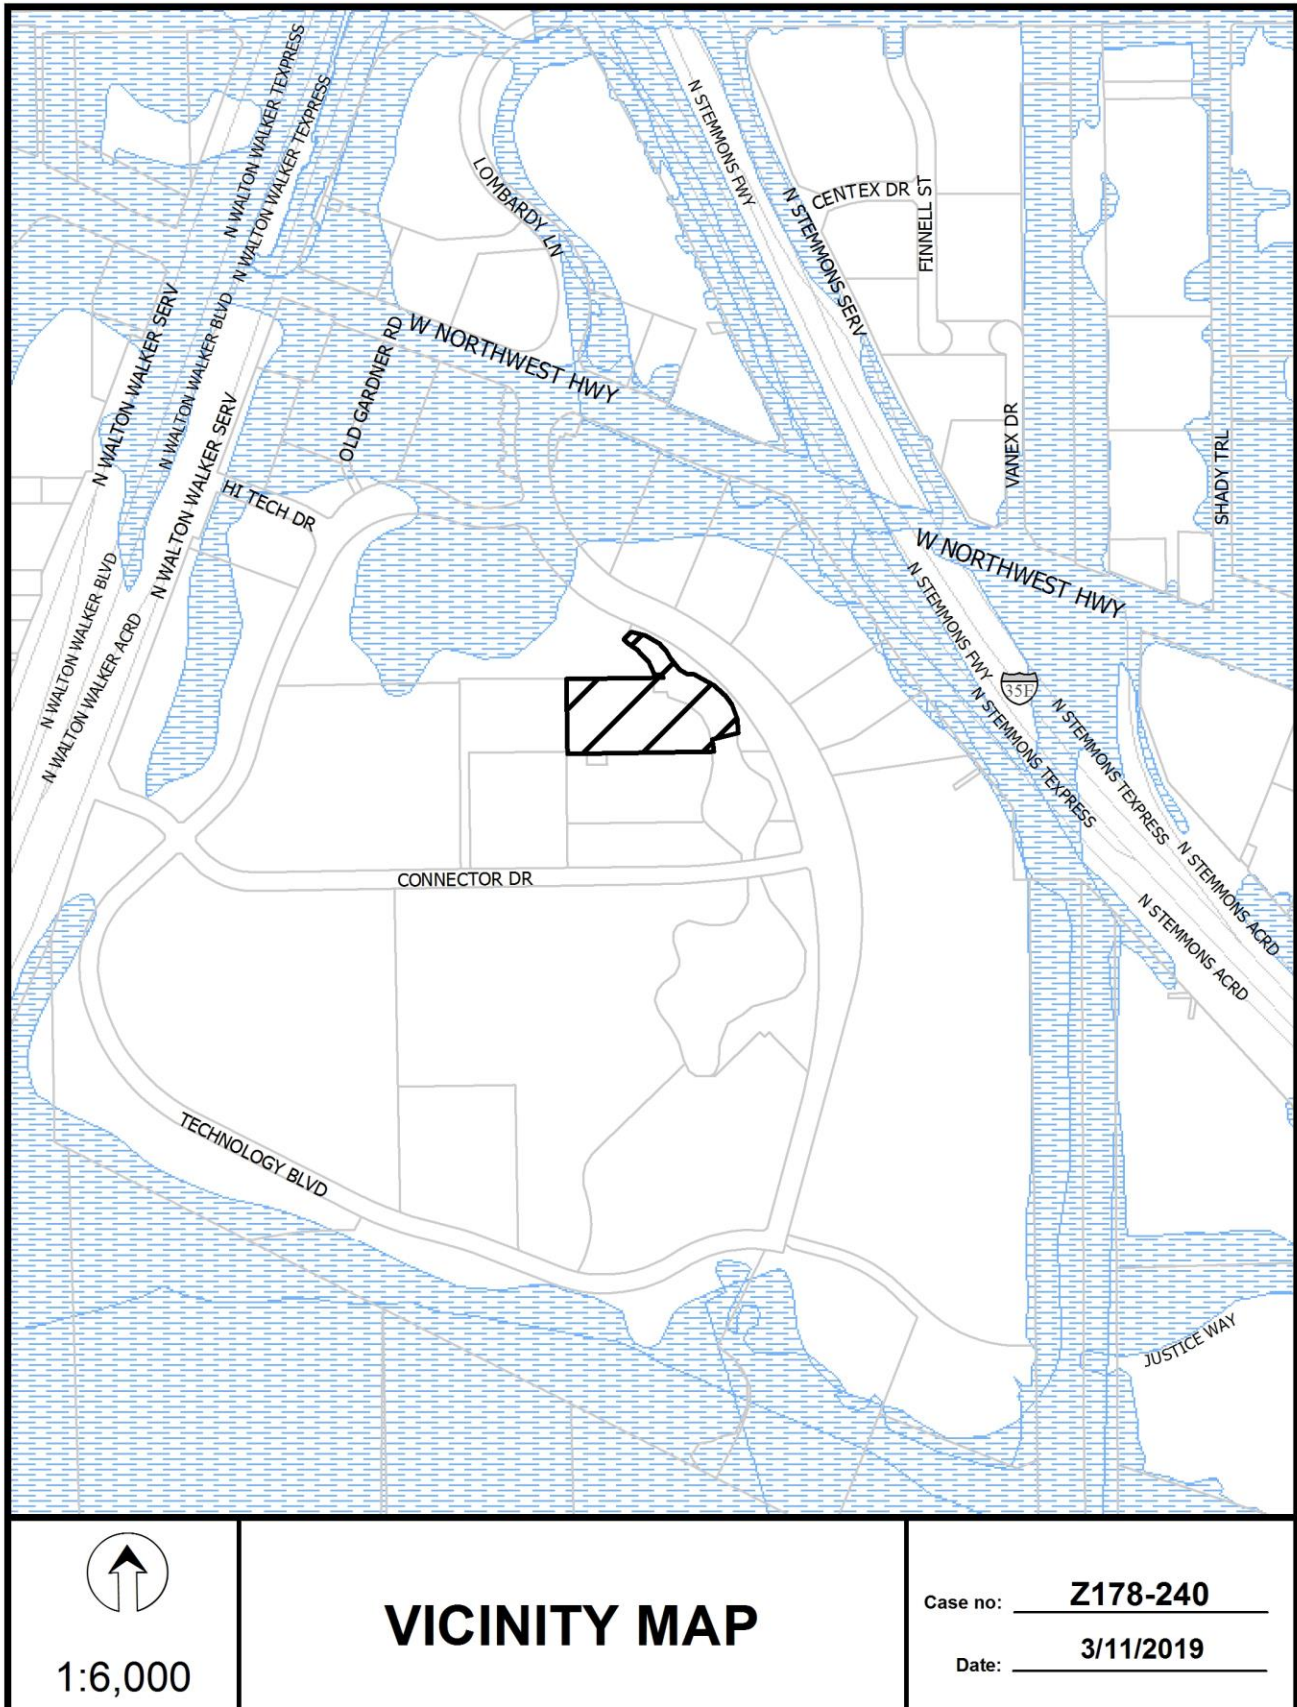 N WALTON WALKER TEXPRESS
N WALTON WALKER TEXPRESS
N STEMMONS FWY
LOMBARDY LN
CENTEX DR
FINNELL ST
N STEMMONS SERV
N WALTON WALKER SERV
N WALTON WALKER BLVD
OLD GARDNER RD
W NORTHWEST HWY
N WALTON WALKER SERV
VANEX DR
SHADY TRL
HI TECH DR
W NORTHWEST HWY
N STEMMONS FWY
N WALTON WALKER BLVD
N WALTON WALKER ACRD
35E
N STEMMONS TEXPRESS
N STEMMONS TEXPRESS
N STEMMONS ACRD
N STEMMONS ACRD
CONNECTOR DR
TECHNOLOGY BLVD
JUSTICE WAY
1:6,000
VICINITY MAP
Case no: Z178-240
Date: 3/11/2019